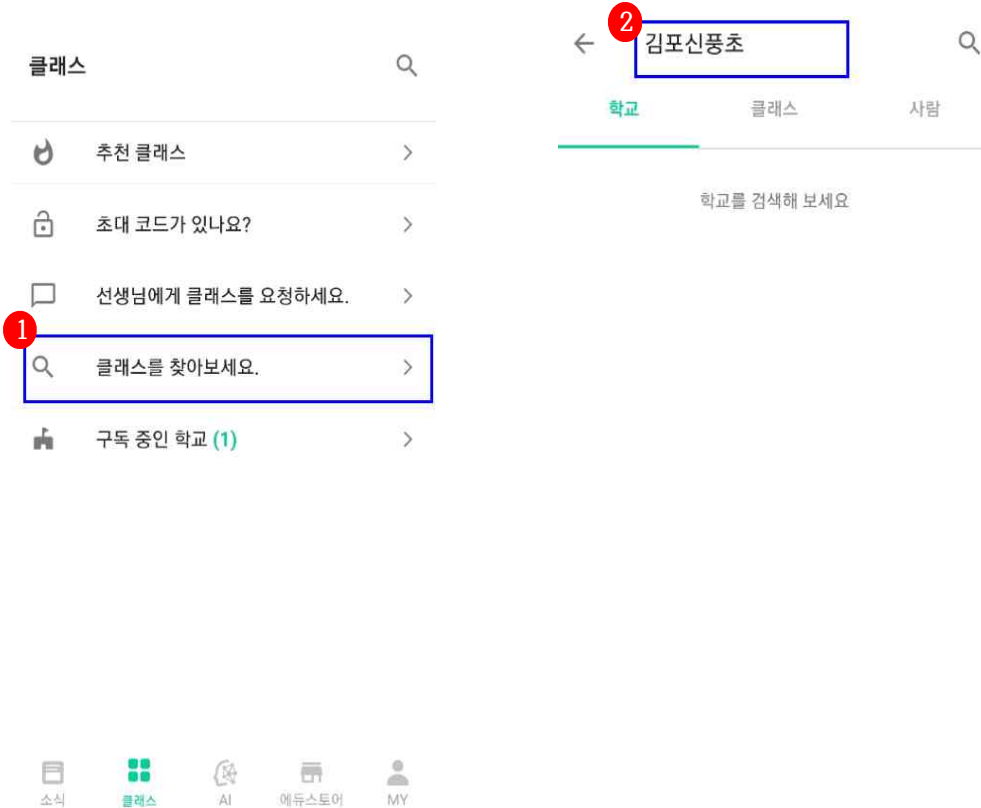 클래스
추천 클래스
초대 코드가 있나요?
선생님에게 클래스를 요청하세요.
1
클래스를 찾아보세요.
구독 중인 학교 (1)
소식
클래스
AI
에듀스토어
MY
2
김포신풍초
학교
클래스
사람
학교를 검색해 보세요